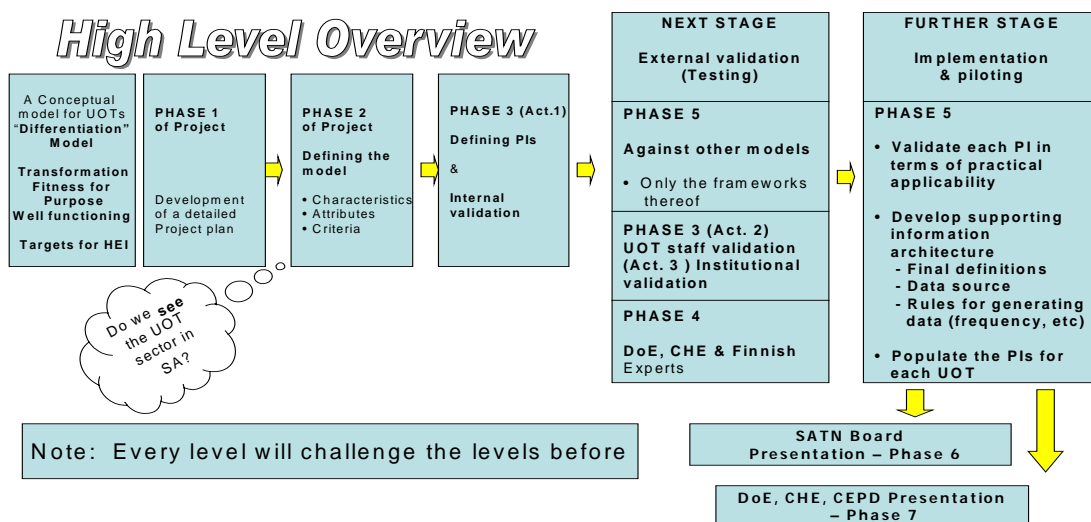 High Level Overview
A Conceptual
model for UOTs
“Differentiation”
Model
Transformation
Fitness for
Purpose
Well functioning
Targets for HEI
PHASE 1
of Project
Development
of a detailed
Project plan
PHASE 2
of Project
Defining the
model
• Characteristics
• Attributes
• Criteria
PHASE 3 (Act.1)
Defining PIs
&
Internal
validation
NEXT STAGE
External validation
(Testing)
PHASE 5
Against other models
• Only the frameworks
thereof
PHASE 3 (Act. 2)
UOT staff validation
(Act. 3 ) Institutional
validation
PHASE 4
DoE, CHE & Finnish
Experts
FURTHER STAGE
Implementation
& piloting
PHASE 5
• Validate each PI in
terms of practical
applicability
• Develop supporting
information
architecture
- Final definitions
- Data source
- Rules for generating
data (frequency, etc)
• Populate the PIs for
each UOT
Do we see
the UOT
sector in
SA?
Note: Every level will challenge the levels before
SATN Board
Presentation – Phase 6
DoE, CHE, CEPD Presentation
– Phase 7